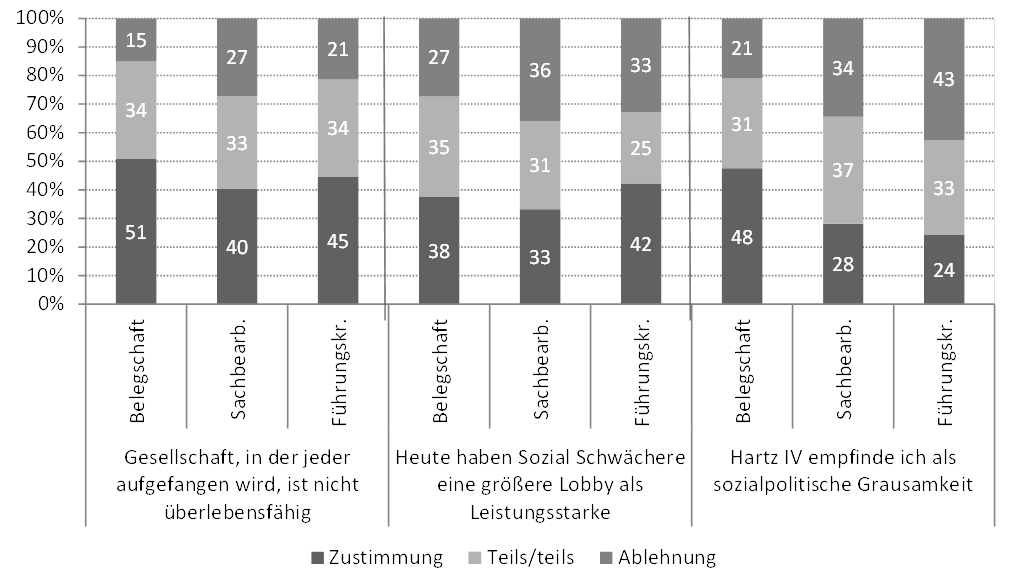 100%
90%
80%
70%
60%
50%
40%
30%
20%
10%
0%
15
34
51
27
33
40
21
34
45
27
35
38
36
31
33
33
25
42
21
31
48
34
37
28
43
33
24
Belegschaft
Sachbearb.
Führungskr.
Belegschaft
Sachbearb.
Führungskr.
Belegschaft
Sachbearb.
Führungskr.
Gesellschaft, in der jeder
aufgefangen wird, ist nicht
überlebensfähig
Heute haben Sozial Schwächere
eine größere Lobby als
Leistungsstarke
Hartz IV empfinde ich als
sozialpolitische Grausamkeit
Zustimmung Teils/teils Ablehnung